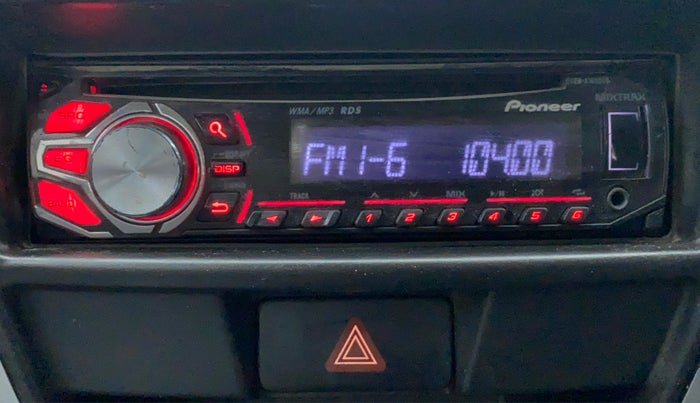 WMA/MP3 RDS
Pioneer
MIXTRAX
FM1-6 104.00
DISP
TRACK
MIX
1 2 3 4 5 6